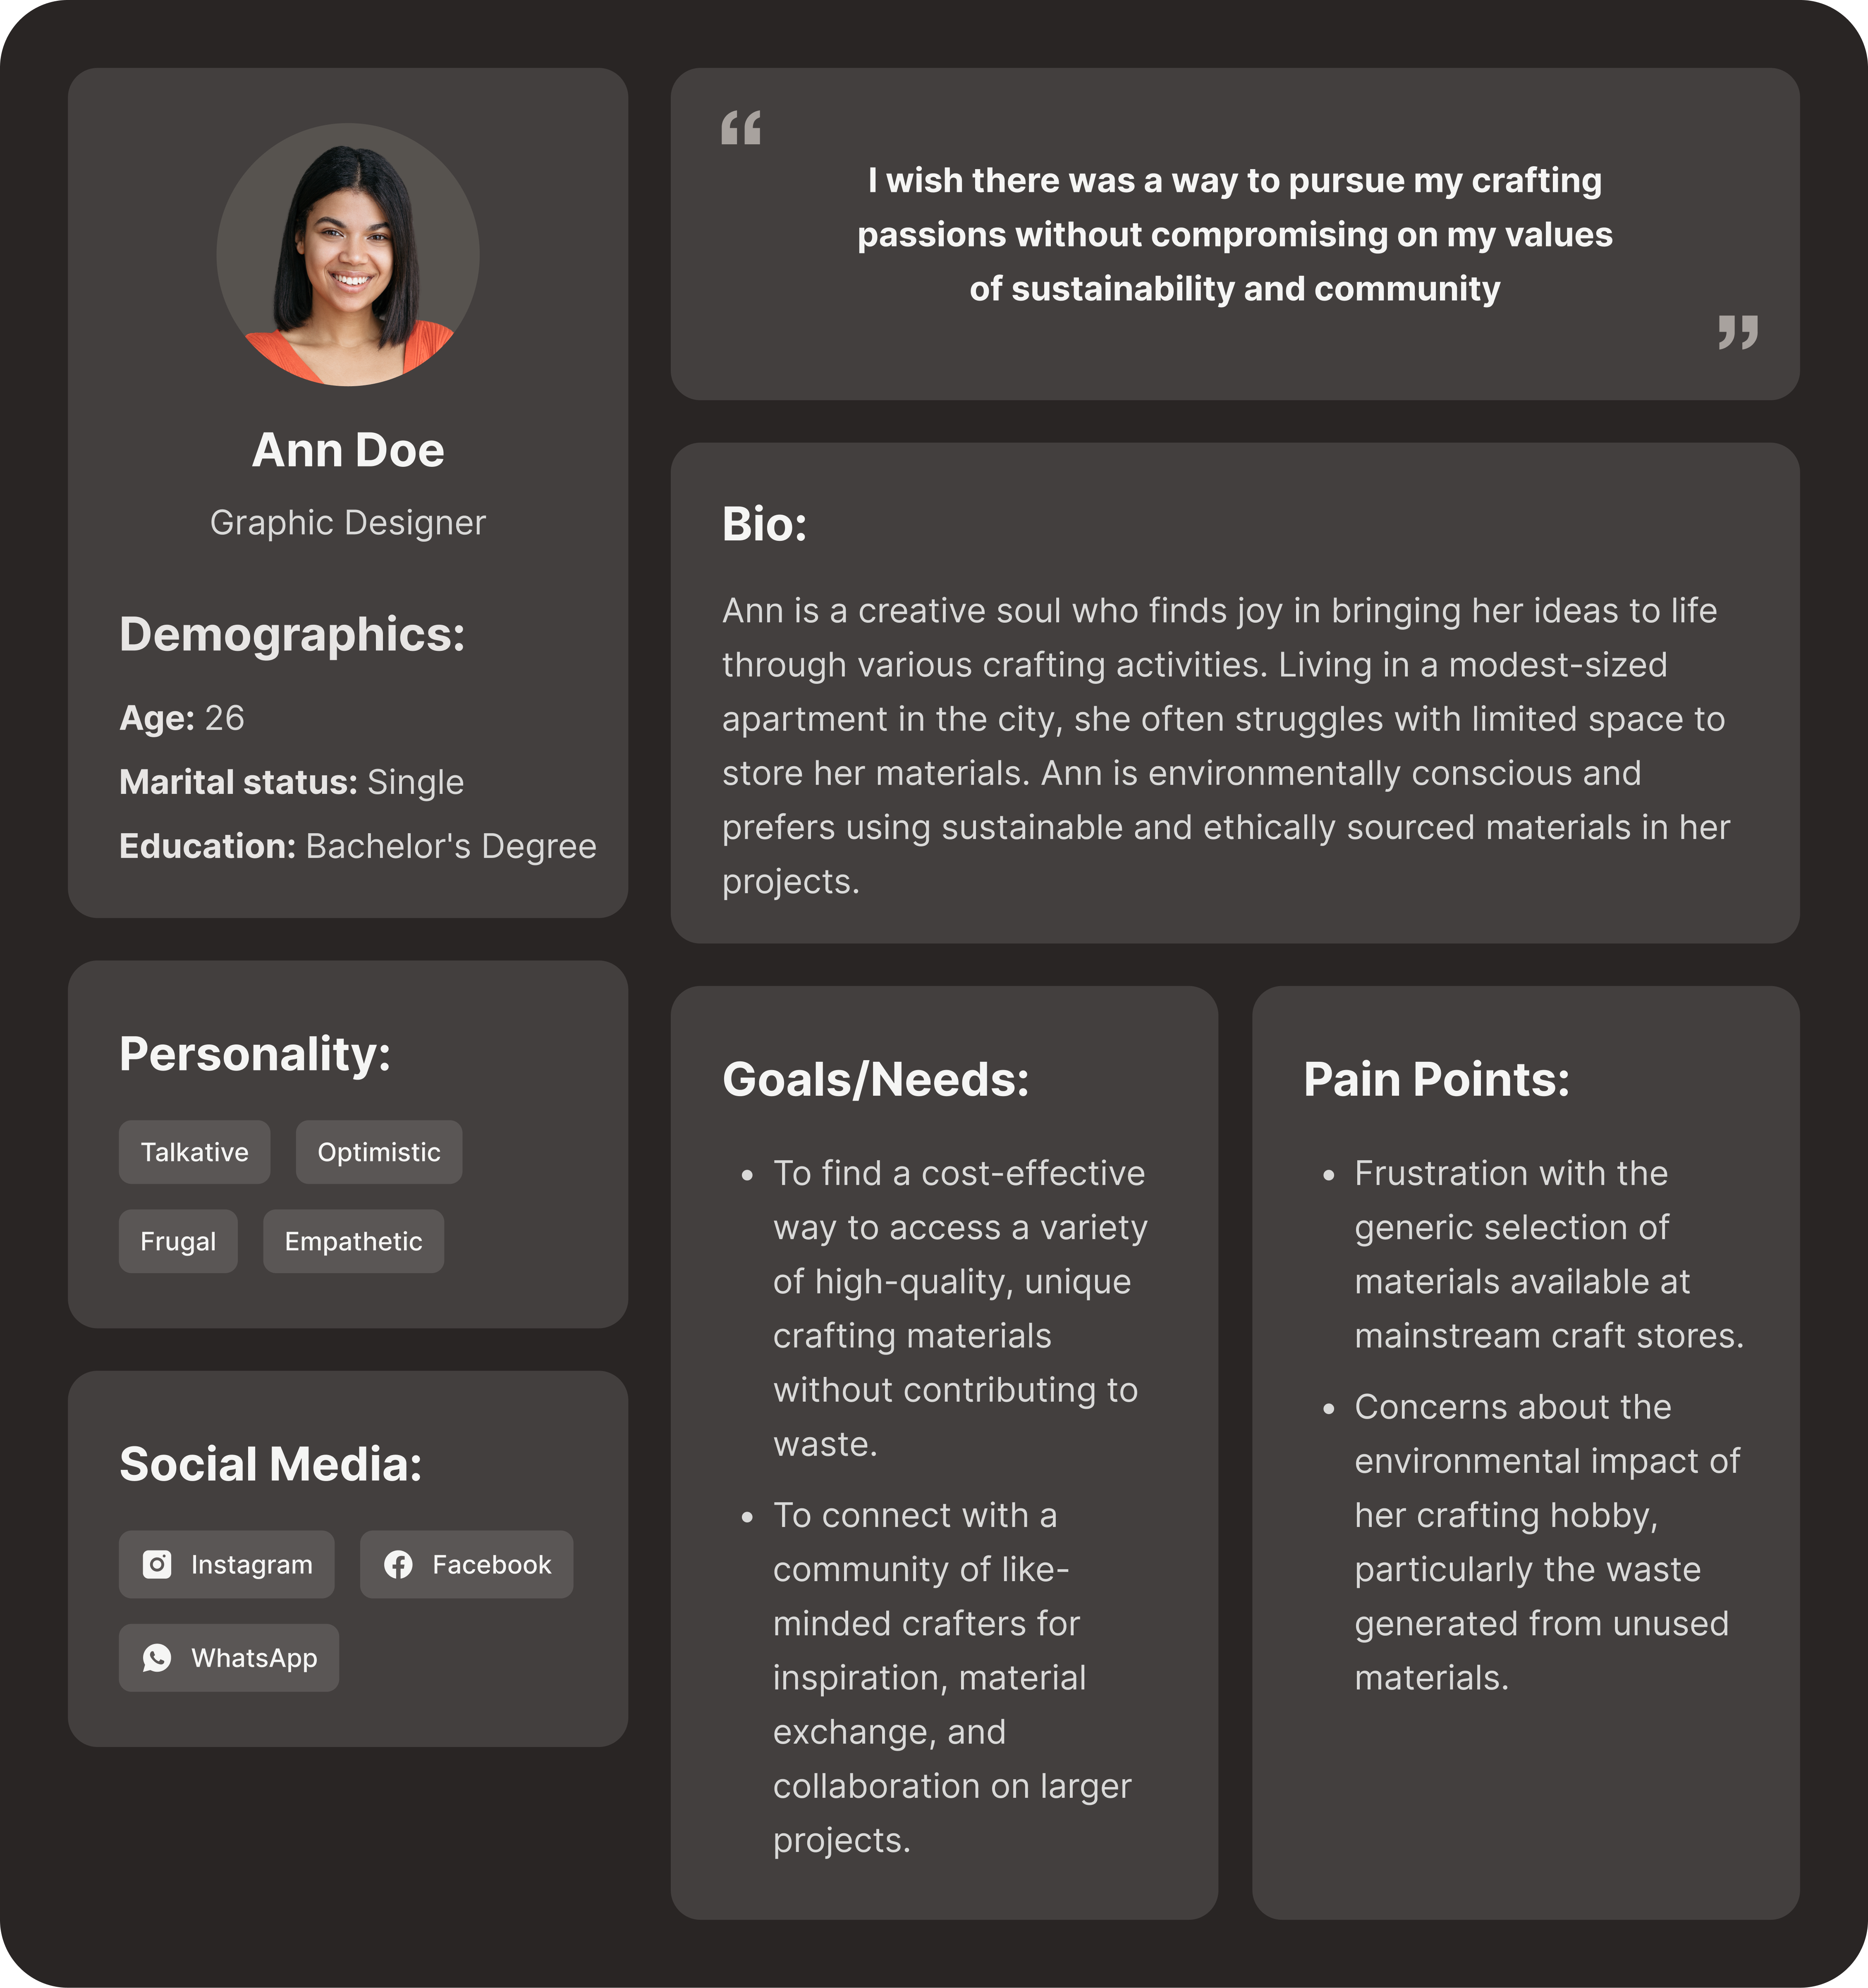 Ann Doe
Graphic Designer
Demographics:
Age: 26
Marital status: Single
Education: Bachelor's Degree
Personality:
Talkative
Optimistic
Frugal
Empathetic
Social Media:
Instagram
Facebook
WhatsApp
“
I wish there was a way to pursue my crafting
passions without compromising on my values
of sustainability and community
”
Bio:
Ann is a creative soul who finds joy in bringing her ideas to life
through various crafting activities. Living in a modest-sized
apartment in the city, she often struggles with limited space to
store her materials. Ann is environmentally conscious and
prefers using sustainable and ethically sourced materials in her
projects.
Goals/Needs:
• To find a cost-effective
way to access a variety
of high-quality, unique
crafting materials
without contributing to
waste.
• To connect with a
community of like-
minded crafters for
inspiration, material
exchange, and
collaboration on larger
projects.
Pain Points:
• Frustration with the
generic selection of
materials available at
mainstream craft stores.
• Concerns about the
environmental impact of
her crafting hobby,
particularly the waste
generated from unused
materials.